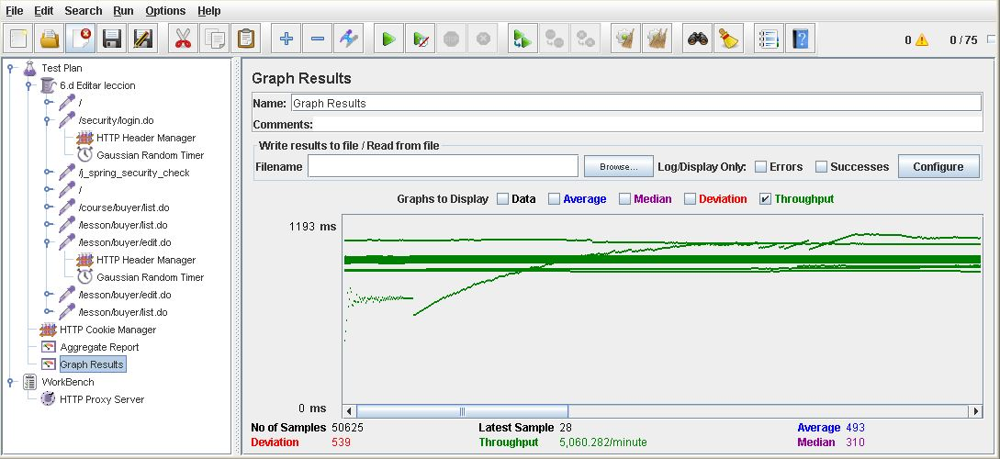 File Edit Search Run Options Help
0 0 / 75
Test Plan
6.d Editar leccion
/
/security/login.do
HTTP Header Manager
Gaussian Random Timer
/j_spring_security_check
/
/course/buyer/list.do
/lesson/buyer/list.do
/lesson/buyer/edit.do
HTTP Header Manager
Gaussian Random Timer
/lesson/buyer/edit.do
/lesson/buyer/list.do
HTTP Cookie Manager
Aggregate Report
Graph Results
WorkBench
HTTP Proxy Server
Graph Results
Name: Graph Results
Comments:
Write results to file / Read from file
Filename Browse... Log/Display Only: Errors Successes Configure
Graphs to Display Data Average Median Deviation Throughput
1193 ms
0 ms
No of Samples 50625 Latest Sample 28 Average 493
Deviation 539 Throughput 5,060.282/minute Median 310